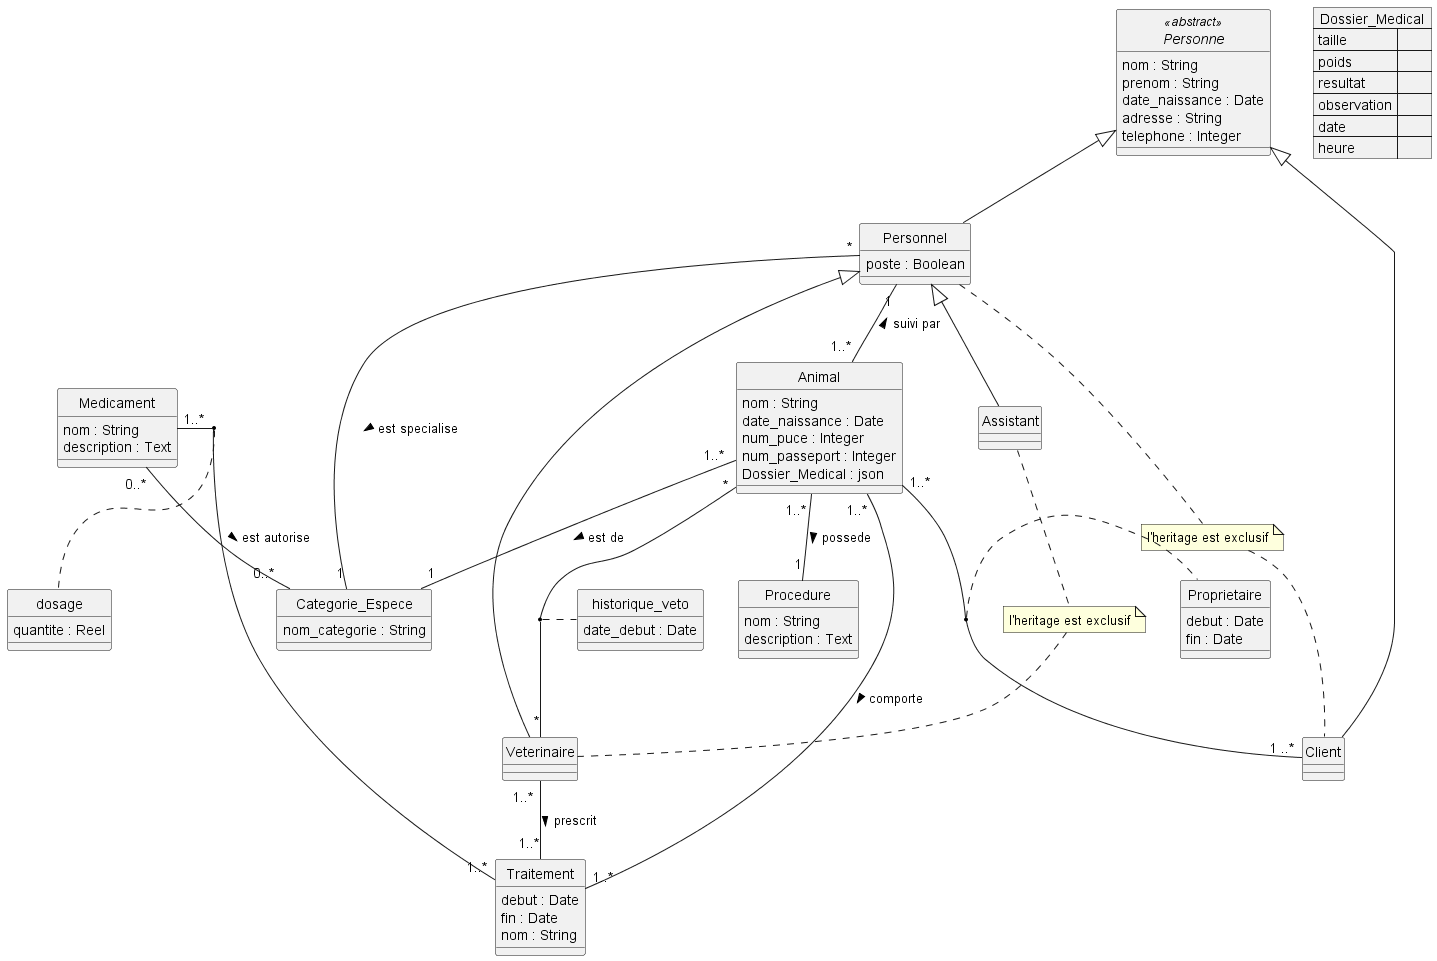 «abstract»
Personne
nom : String
prenom : String
date_naissance : Date
adresse : String
telephone : Integer
Dossier_Medical
taille
poids
resultat
observation
date
heure
Personnel
poste : Boolean
*
1
suivi par
1..*
Animal
nom : String
date_naissance : Date
num_puce : Integer
num_passeport : Integer
Dossier_Medical : json
Assistant
Medicament
nom : String
description : Text
1..*
est specialise
1..*
*
1..*
0..*
1..*
1..*
est autorise
est de
possede
l'heritage est exclusif
0..*
1
1
1
dosage
quantite : Reel
Categorie_Espece
nom_categorie : String
historique_veto
date_debut : Date
Procedure
nom : String
description : Text
l'heritage est exclusif
Proprietaire
debut : Date
fin : Date
comporte
*
Veterinaire
1 ..*
Client
1..*
prescrit
1..*
1..*
1..*
Traitement
debut : Date
fin : Date
nom : String